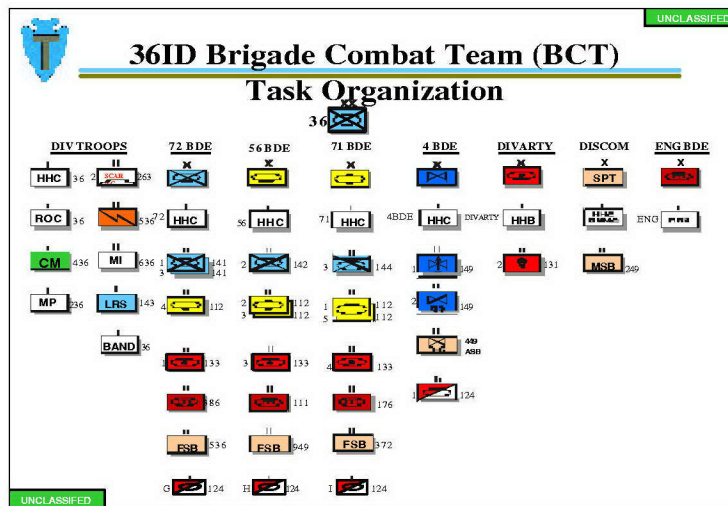 UNCLASSIFED
T
36ID Brigade Combat Team (BCT)
Task Organization
XX
36
DIV TROOPS 72 BDE 56 BDE 71 BDE 4 BDE DIVARTY DISCOM ENG BDE
HHC 36 2 SCAR 263 X X X X X X SPT X
ROC 36 536 72 HHC 56 HHC 71 HHC 4BDE HHC DIVARTY HHB ENG
CM 436 MI 636 1 141 3 141 2 142 3 144 1 149 2 131 MSB 249
MP 236 LRS 143 4 112 2 112 3 112 1 112 5 112 2 149
BAND 36 1 133 3 133 4 133 449 ASB
386 111 176 1 124
FSB 536 FSB 949 FSB 372
G 124 H 124 I 124
UNCLASSIFED